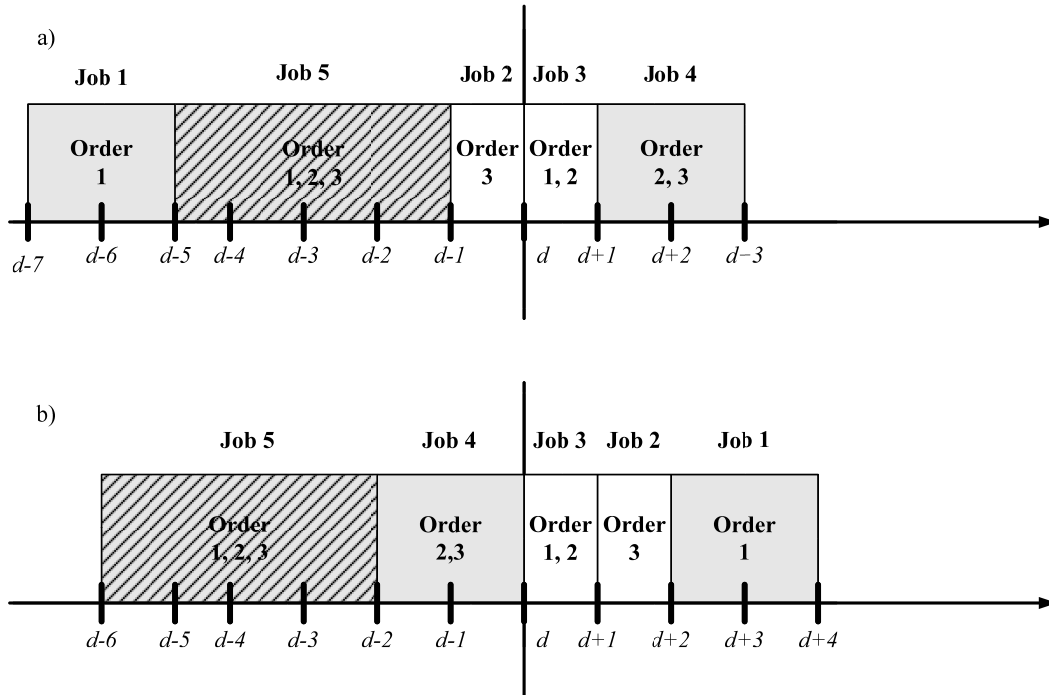 a)
Job 1 Job 5 Job 2 Job 3 Job 4
Order Order Order Order Order
1 1, 2, 3 3 1, 2 2, 3
d-7 d-6 d-5 d-4 d-3 d-2 d-1 d d+1 d+2 d−3
b)
Job 5 Job 4 Job 3 Job 2 Job 1
Order Order Order Order Order
1, 2, 3 2,3 1, 2 3 1
d-6 d-5 d-4 d-3 d-2 d-1 d d+1 d+2 d+3 d+4